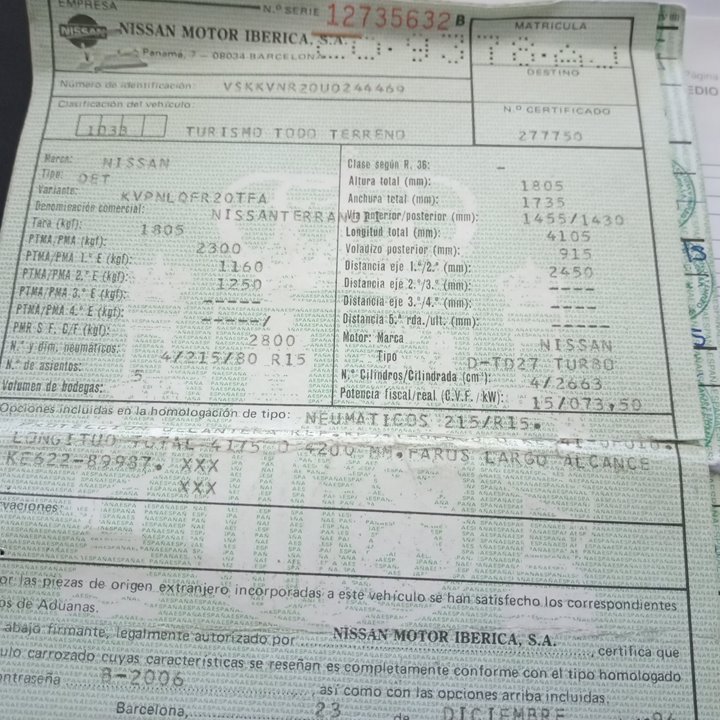 EMPRESA
N.º SERIE 12735632 B
NISSAN
NISSAN MOTOR IBERICA, S.A.
Panamá, 7 - 08034-BARCELONA
MATRICULA
DESTINO
Número de identificación: VSKKVNR20U0244469
Clasificación del vehículo:
1033 TURISMO TODO TERRENO
N.º CERTIFICADO
277750
Marca: NISSAN
Tipo: OET
Variante: KVPNLQFR20TFA
Denominación comercial: NISSANTERRANOII
Tara (kgf): 1805
PTMA/PMA (kgf): 2300
PTMA/PMA 1.º E (kgf): 1160
PTMA/PMA 2.º E (kgf): 1250
PTMA/PMA 3.º E (kgf): -----
PTMA/PMA 4.º E (kgf): -----/
PMR S.F. C/F (kgf): 2800
N.º y dim. neumáticos: 4/215/80 R15
N.º de asientos: 5
Volumen de bodegas:
Clase según R. 36: -
Altura total (mm): 1805
Anchura total (mm): 1735
Vía anterior/posterior (mm): 1455/1430
Longitud total (mm): 4105
Voladizo posterior (mm): 915
Distancia eje 1.º/2.º (mm): 2450
Distancia eje 2.º/3.º (mm): ----
Distancia eje 3.º/4.º (mm): -----
Distancia 5.ª rda./ult. (mm): -----
Motor: Marca NISSAN
Tipo D-TD27 TURBO
N.º Cilindros/Cilindrada (cm³): 4/2663
Potencia fiscal/real (C.V.F. / kW): 15/073,50
Opciones incluidas en la homologación de tipo: NEUMATICOS 215/R15.
LONGITUD TOTAL 4175 O 4200 MM.FAROS LARGO ALCANCE
KE622-89987. XXX
XXX
rvaciones:
or las piezas de origen extranjero incorporadas a este vehículo se han satisfecho los correspondientes
os de Aduanas.
abajo firmante, legalmente autorizado por NISSAN MOTOR IBERICA, S.A. certifica que
ulo carrozado cuyas características se reseñan es completamente conforme con el tipo homologado
ontraseña B-2006, así como con las opciones arriba incluidas.
Barcelona, 23 de DICIEMBRE